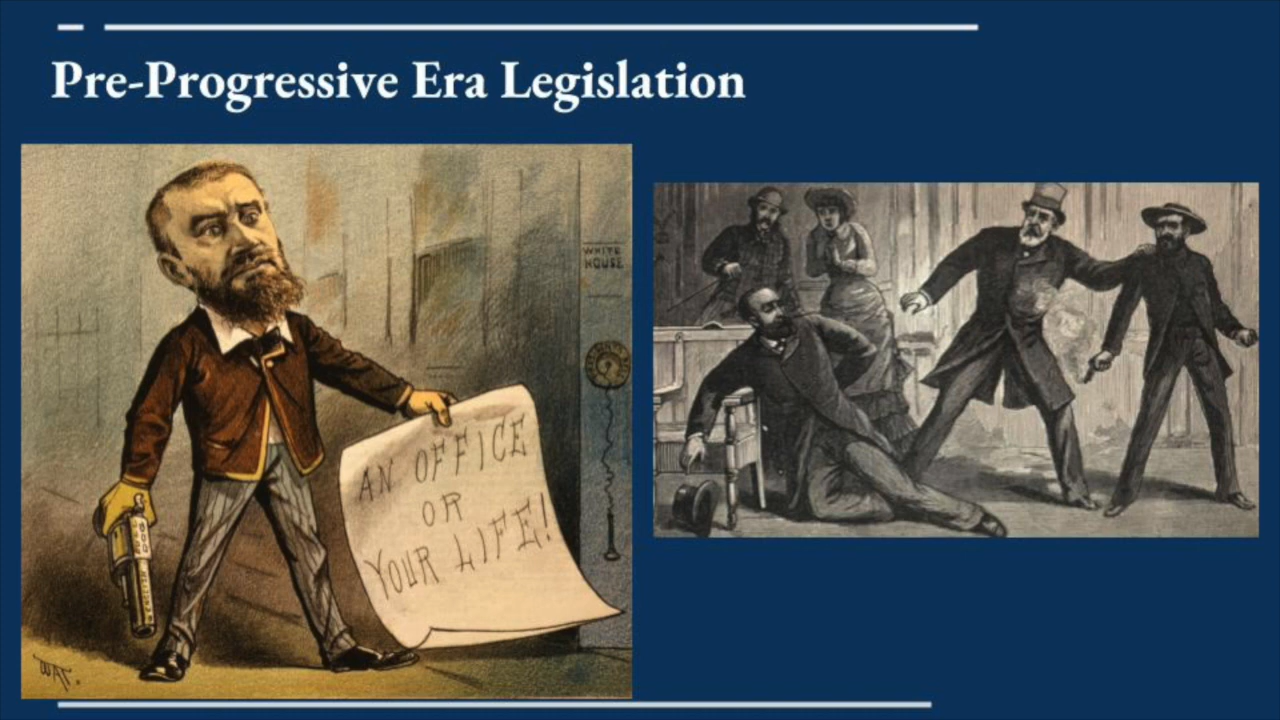 Pre-Progressive Era Legislation
WHITE
HOUSE
AN OFFICE
OR
YOUR LIFE!